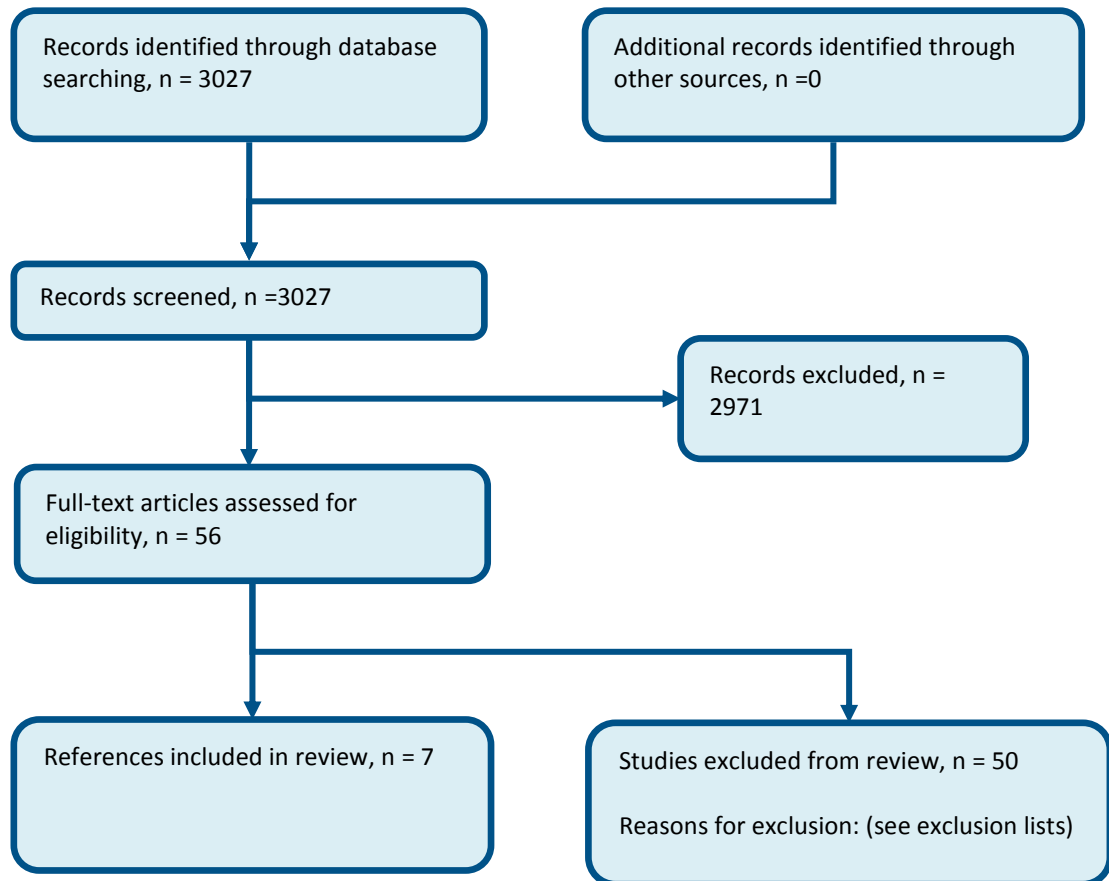 Records identified through database
searching, n = 3027
Additional records identified through
other sources, n =0
Records screened, n =3027
Records excluded, n =
2971
Full-text articles assessed for
eligibility, n = 56
References included in review, n = 7
Studies excluded from review, n = 50
Reasons for exclusion: (see exclusion lists)